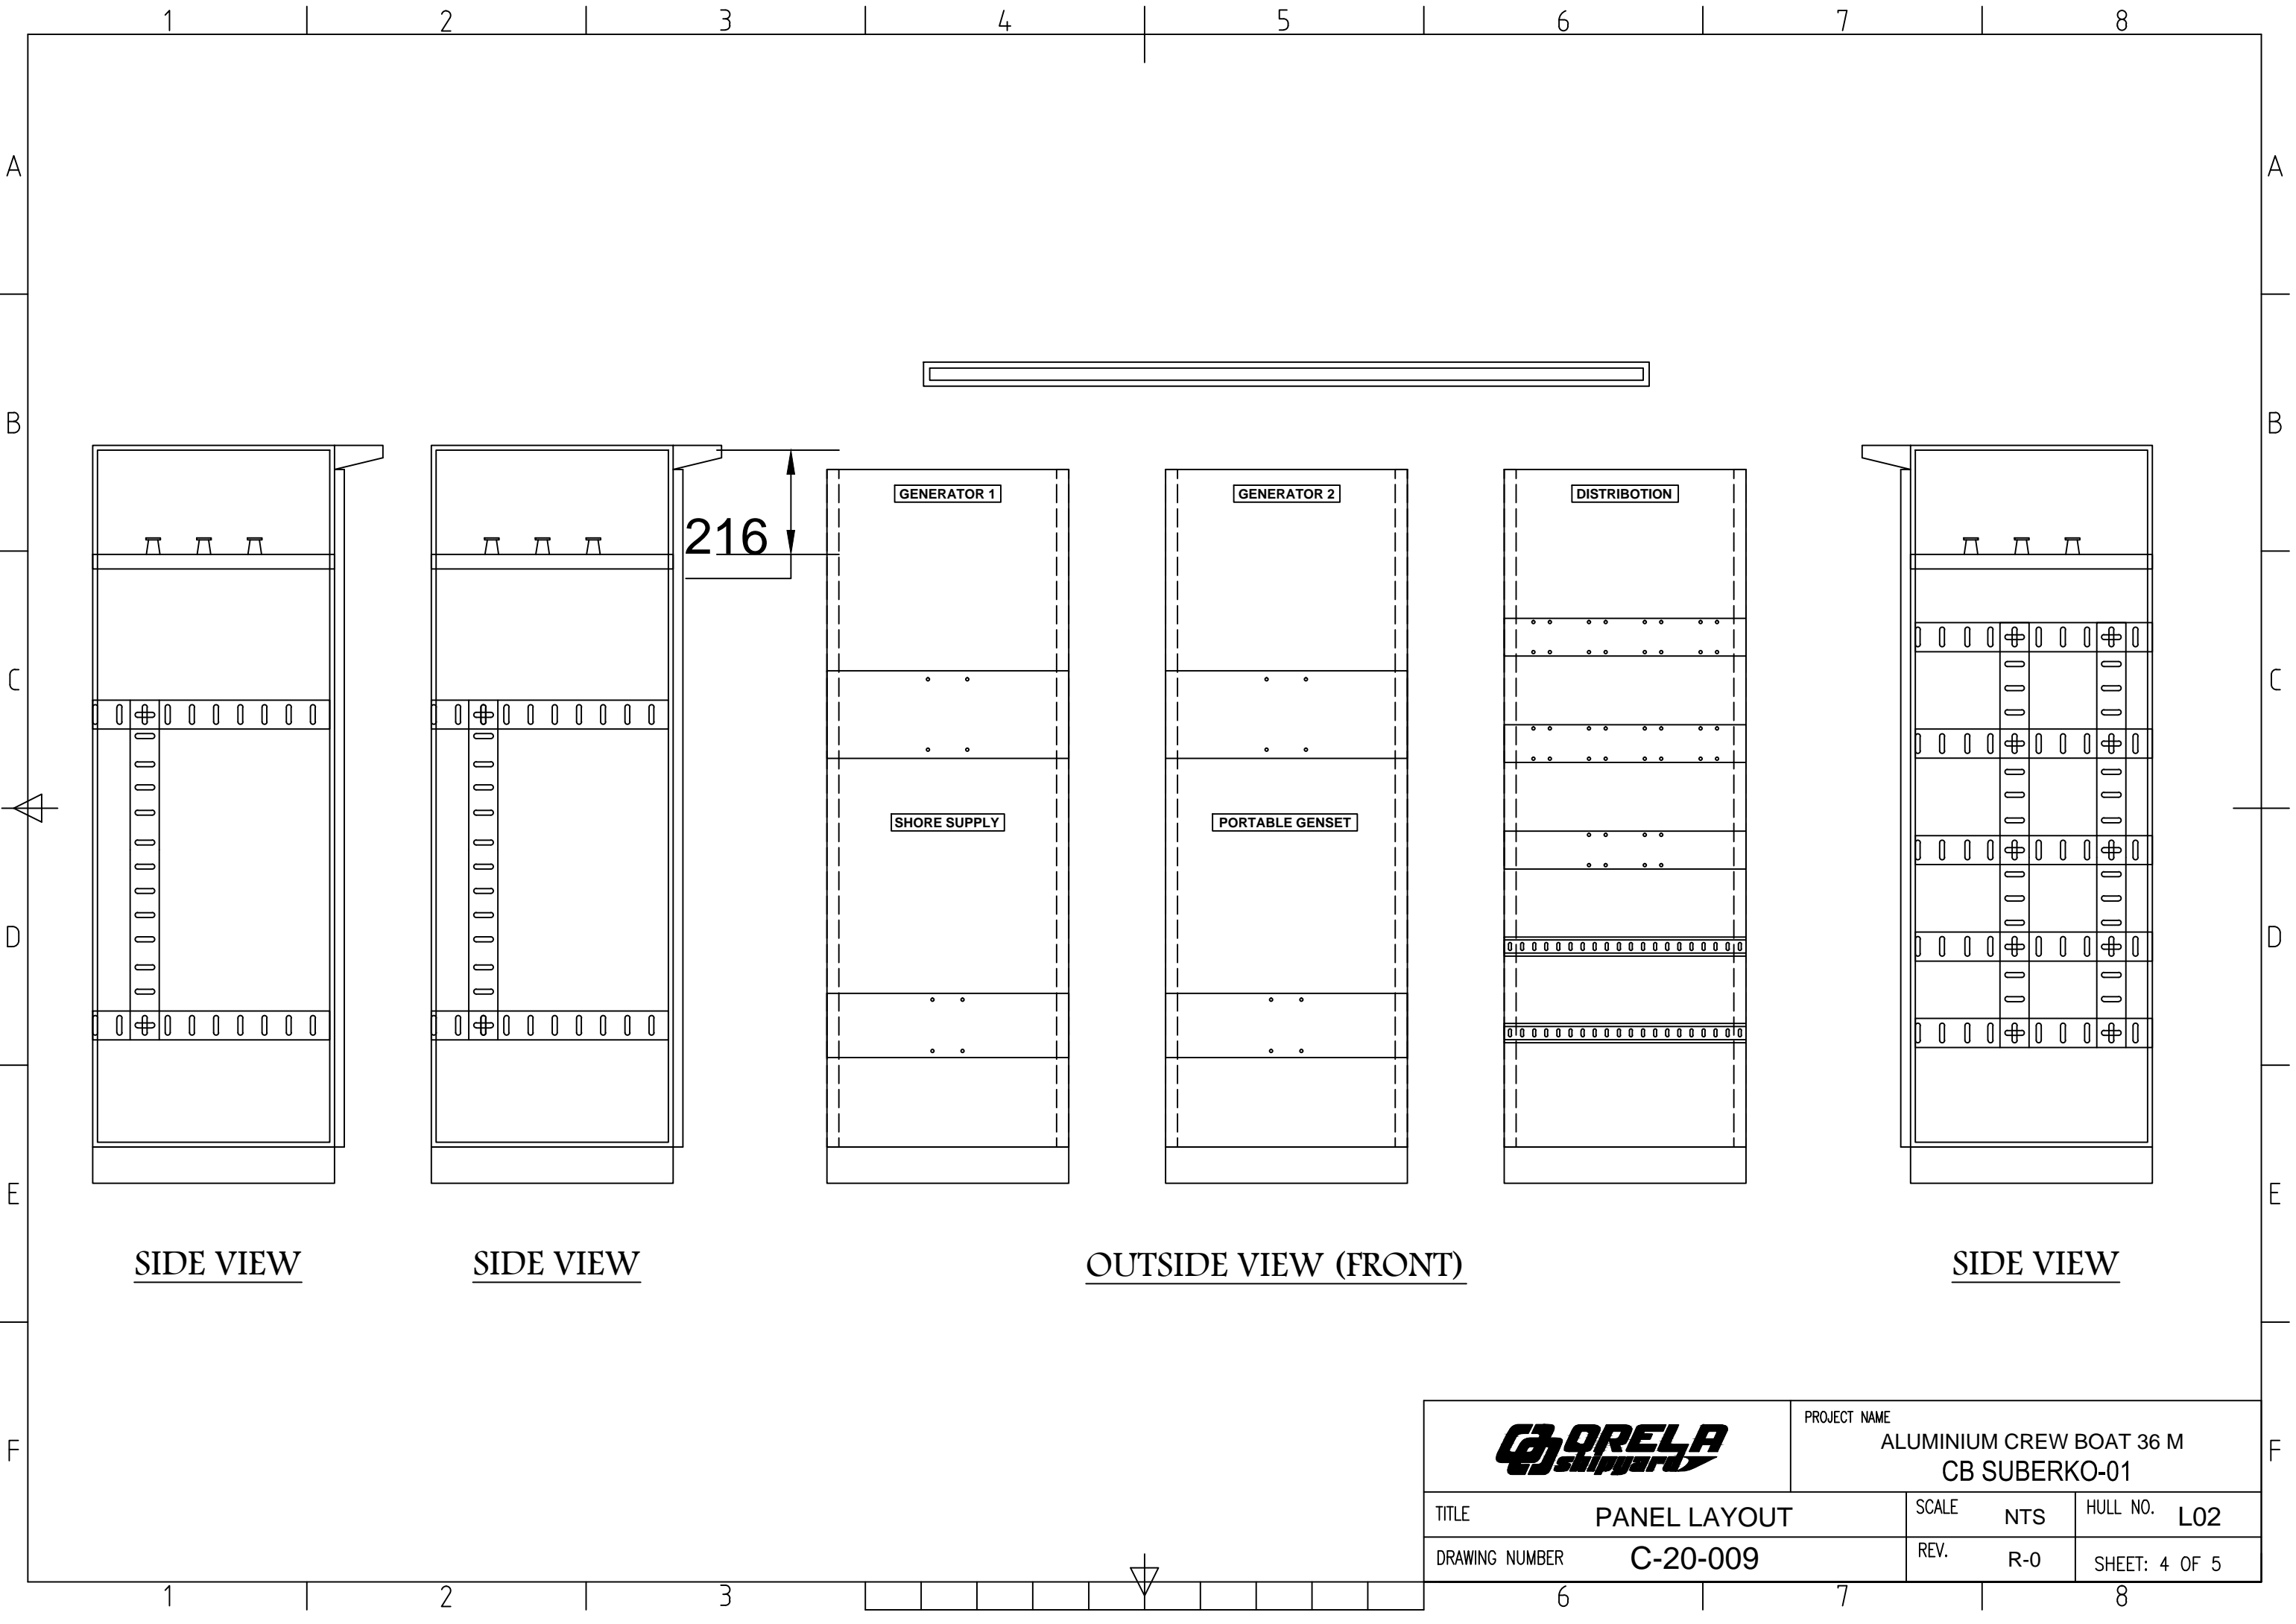 1 2 3 4 5 6 7 8
A A
B B
GENERATOR 1 GENERATOR 2 DISTRIBOTION
216
C C
SHORE SUPPLY PORTABLE GENSET
D D
E E
SIDE VIEW SIDE VIEW OUTSIDE VIEW (FRONT) SIDE VIEW
F F
ORELA
shipyard
PROJECT NAME
ALUMINIUM CREW BOAT 36 M
CB SUBERKO-01
TITLE PANEL LAYOUT SCALE NTS HULL NO. L02
DRAWING NUMBER C-20-009 REV. R-0 SHEET: 4 OF 5
1 2 3 6 7 8